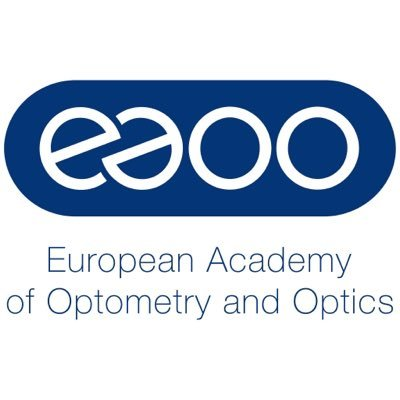 eaoo
European Academy
of Optometry and Optics